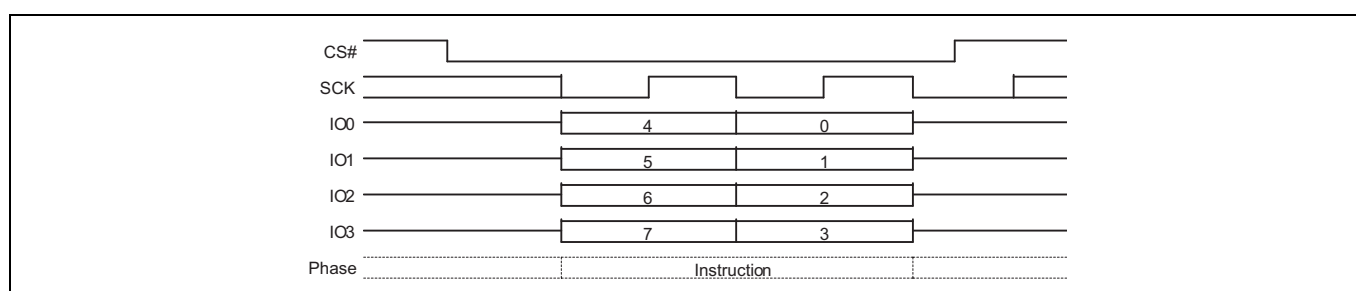 CS#
SCK
IO0 4 0
IO1 5 1
IO2 6 2
IO3 7 3
Phase Instruction